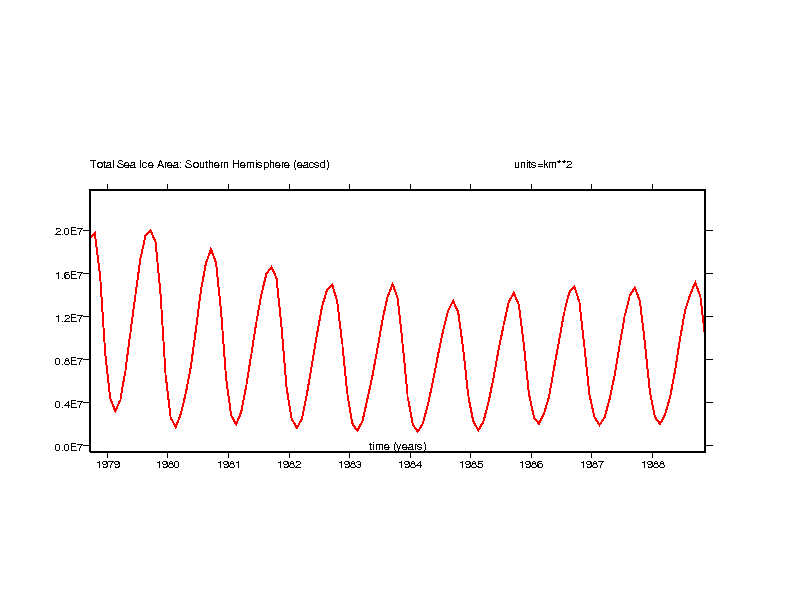 Total Sea Ice Area: Southern Hemisphere (eacsd) units=km**2
2.0E7
1.6E7
1.2E7
0.8E7
0.4E7
0.0E7
time (years)
1979 1980 1981 1982 1983 1984 1985 1986 1987 1988